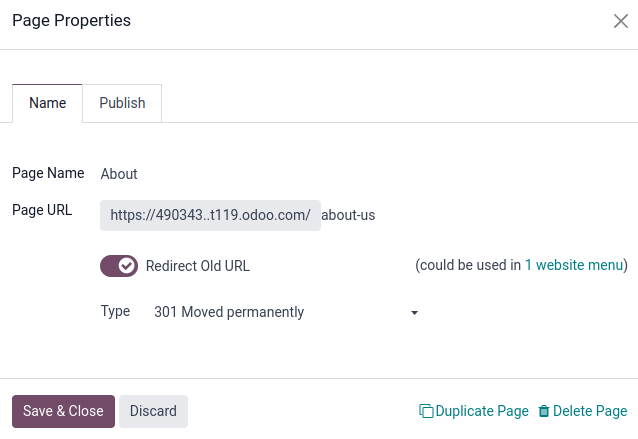 Page Properties
Name Publish
Page Name About
Page URL https://490343..t119.odoo.com/ about-us
Redirect Old URL (could be used in 1 website menu)
Type 301 Moved permanently
Save & Close Discard Duplicate Page Delete Page